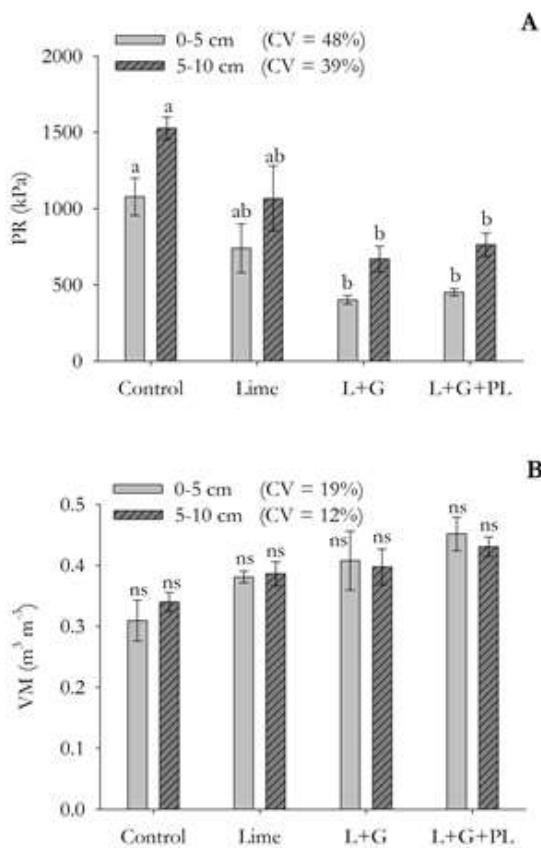 A
0-5 cm (CV = 48%)
5-10 cm (CV = 39%)
2000
1500
1000
500
0
PR (kPa)
a
a
ab
ab
b
b
b
b
Control Lime L+G L+G+PL
B
0-5 cm (CV = 19%)
5-10 cm (CV = 12%)
0.5
0.4
0.3
0.2
0.1
0.0
VM (m³ m⁻³)
ns ns ns ns ns ns ns ns
Control Lime L+G L+G+PL